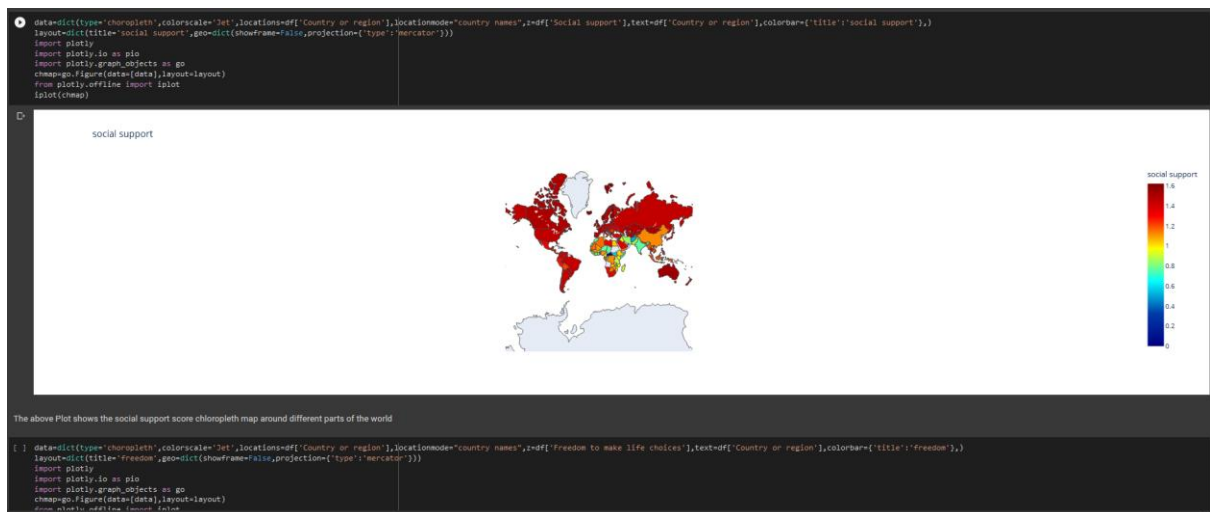 data=dict(type='choropleth',colorscale='Jet',locations=df['Country or region'],locationmode="country names",z=df['Social support'],text=df['Country or region'],colorbar={'title':'social support'},)
layout=dict(title='social support',geo=dict(showframe=False,projection={'type':'mercator'}))
import plotly
import plotly.io as pio
import plotly.graph_objects as go
chmap=go.Figure(data=[data],layout=layout)
from plotly.offline import iplot
iplot(chmap)
social support
social support
1.6
1.4
1.2
1
0.8
0.6
0.4
0.2
0
The above Plot shows the social support score chloropleth map around different parts of the world
[ ] data=dict(type='choropleth',colorscale='Jet',locations=df['Country or region'],locationmode="country names",z=df['Freedom to make life choices'],text=df['Country or region'],colorbar={'title':'freedom'},)
layout=dict(title='freedom',geo=dict(showframe=False,projection={'type':'mercator'}))
import plotly
import plotly.io as pio
import plotly.graph_objects as go
chmap=go.Figure(data=[data],layout=layout)
from plotly.offline import iplot